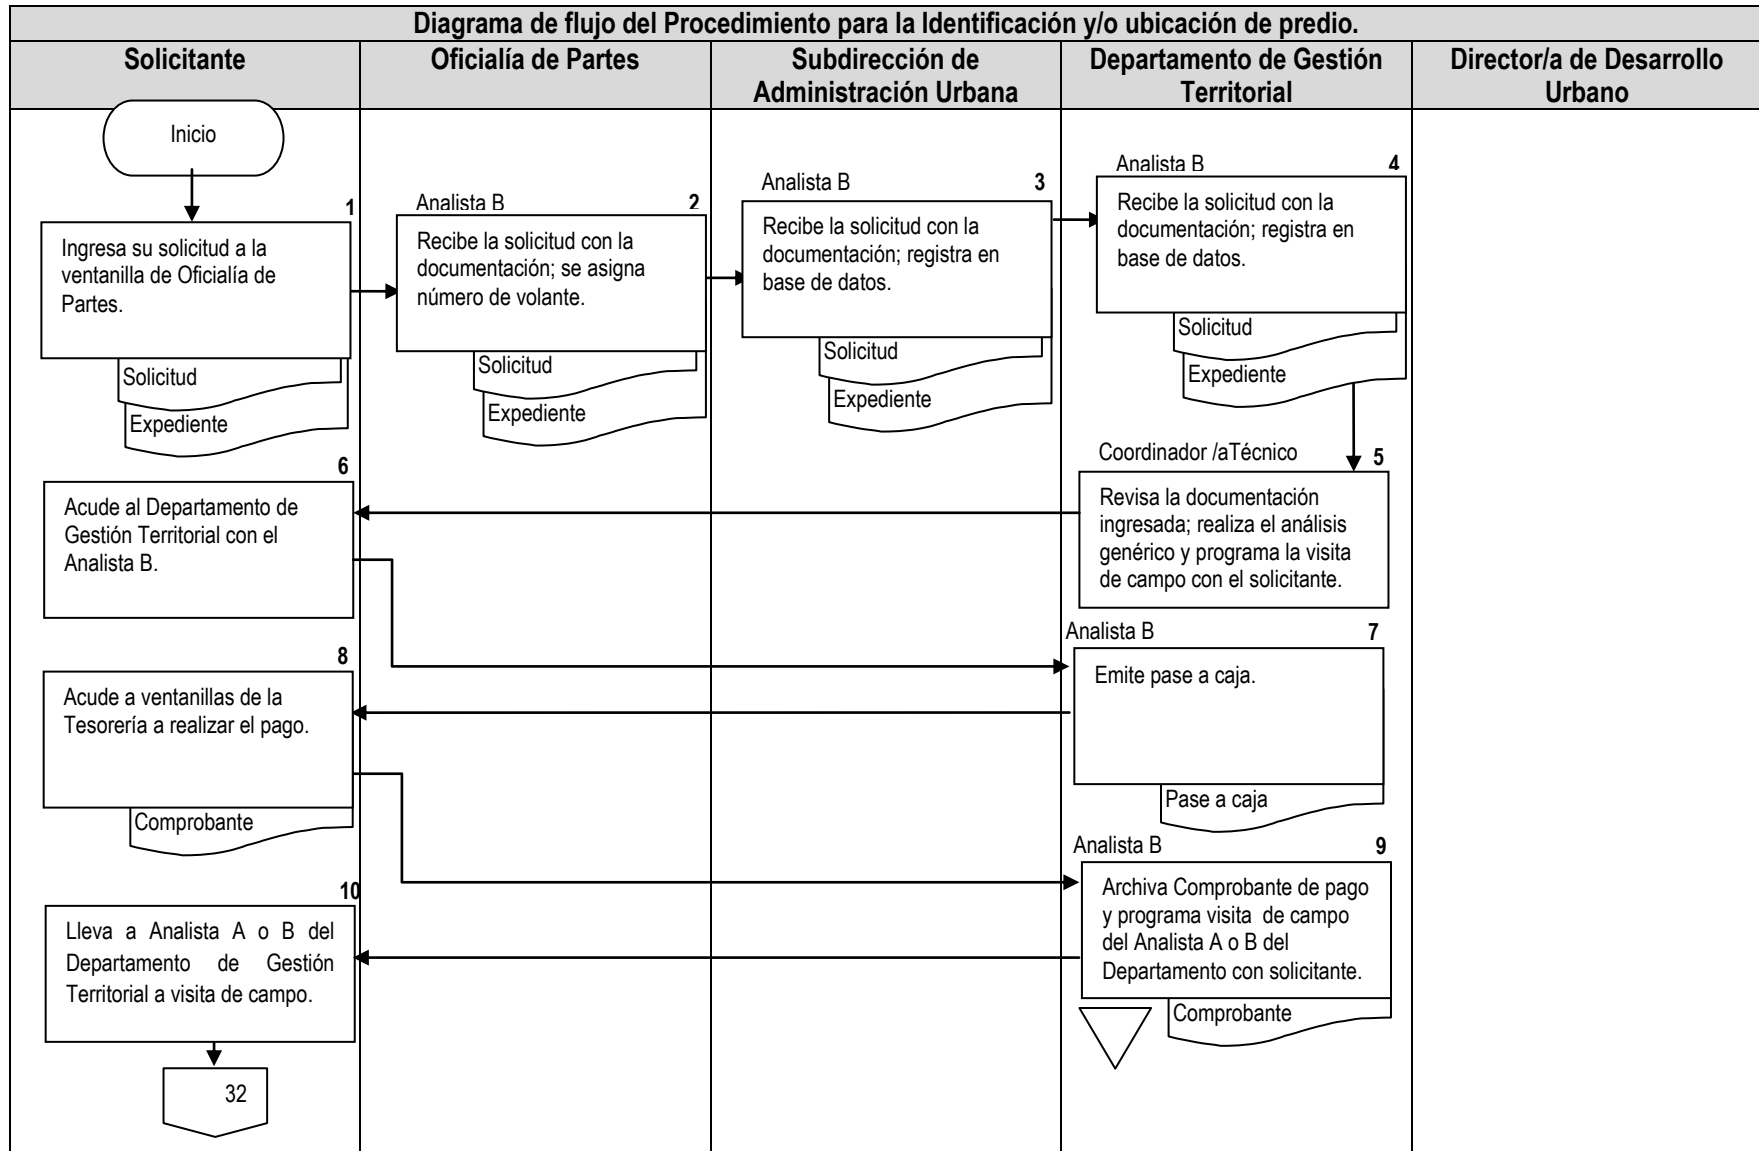 Diagrama de flujo del Procedimiento para la Identificación y/o ubicación de predio.
Solicitante
Oficialía de Partes
Subdirección de
Administración Urbana
Departamento de Gestión
Territorial
Director/a de Desarrollo
Urbano
Inicio
1
Ingresa su solicitud a la
ventanilla de Oficialía de
Partes.
Solicitud
Expediente
Analista B
2
Recibe la solicitud con la
documentación; se asigna
número de volante.
Solicitud
Expediente
Analista B
3
Recibe la solicitud con la
documentación; registra en
base de datos.
Solicitud
Expediente
Analista B
4
Recibe la solicitud con la
documentación; registra en
base de datos.
Solicitud
Expediente
Coordinador /aTécnico
5
Revisa la documentación
ingresada; realiza el análisis
genérico y programa la visita
de campo con el solicitante.
6
Acude al Departamento de
Gestión Territorial con el
Analista B.
Analista B
7
Emite pase a caja.
Pase a caja
8
Acude a ventanillas de la
Tesorería a realizar el pago.
Comprobante
Analista B
9
Archiva Comprobante de pago
y programa visita  de campo
del Analista A o B del
Departamento con solicitante.
Comprobante
10
Lleva a Analista A o B del
Departamento de Gestión
Territorial a visita de campo.
32